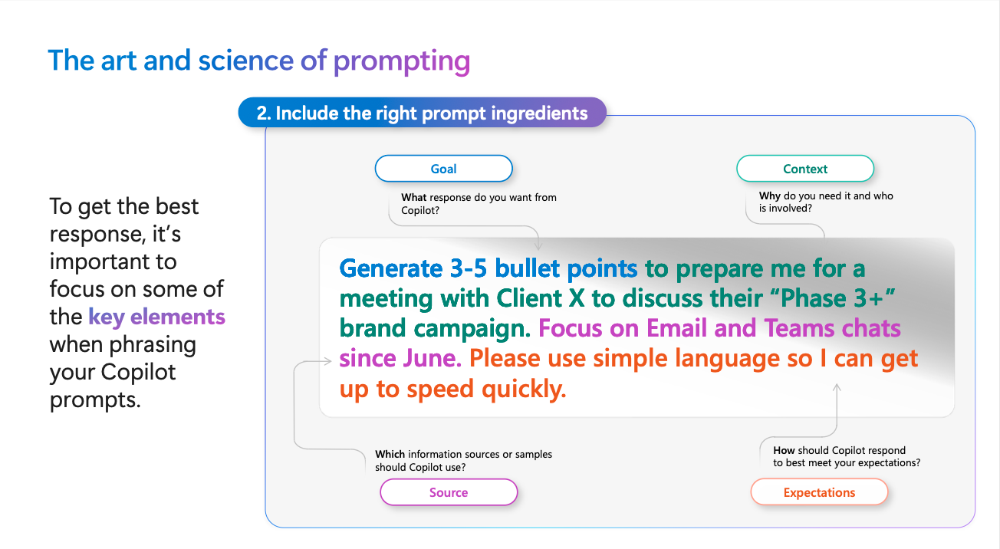 The art and science of prompting
2. Include the right prompt ingredients
To get the best
response, it’s
important to
focus on some of
the key elements
when phrasing
your Copilot
prompts.
Goal
What response do you want from
Copilot?
Context
Why do you need it and who
is involved?
Generate 3-5 bullet points to prepare me for a
meeting with Client X to discuss their “Phase 3+”
brand campaign. Focus on Email and Teams chats
since June. Please use simple language so I can get
up to speed quickly.
Which information sources or samples
should Copilot use?
Source
How should Copilot respond
to best meet your expectations?
Expectations